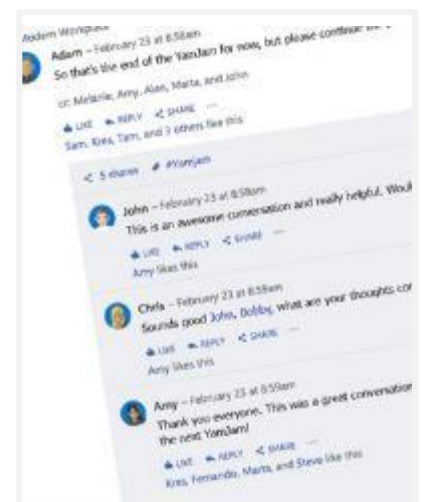 Modern Workplace
Adam – February 23 at 8:58am
So that's the end of the YamJam for now, but please continue the
cc: Melanie, Amy, Alan, Marta, and John
LIKE REPLY SHARE ...
Sam, Kres, Tam, and 3 others like this
5 shares #YamJam
John – February 23 at 8:58am
This is an awesome conversation and really helpful. Woul
LIKE REPLY SHARE ...
Amy likes this
Chris – February 23 at 8:58am
Sounds good John, Bobby, what are your thoughts con
LIKE REPLY SHARE ...
Amy likes this
Amy – February 23 at 8:59am
Thank you everyone. This was a great conversation
the next YamJam!
LIKE REPLY SHARE ...
Kres, Fernando, Marta, and Steve like this